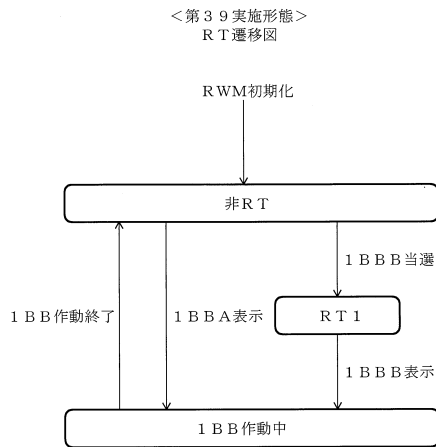 ＜第３９実施形態＞
ＲＴ遷移図
ＲＷＭ初期化
非ＲＴ
１ＢＢＢ当選
１ＢＢ作動終了
１ＢＢＡ表示
ＲＴ１
１ＢＢＢ表示
１ＢＢ作動中